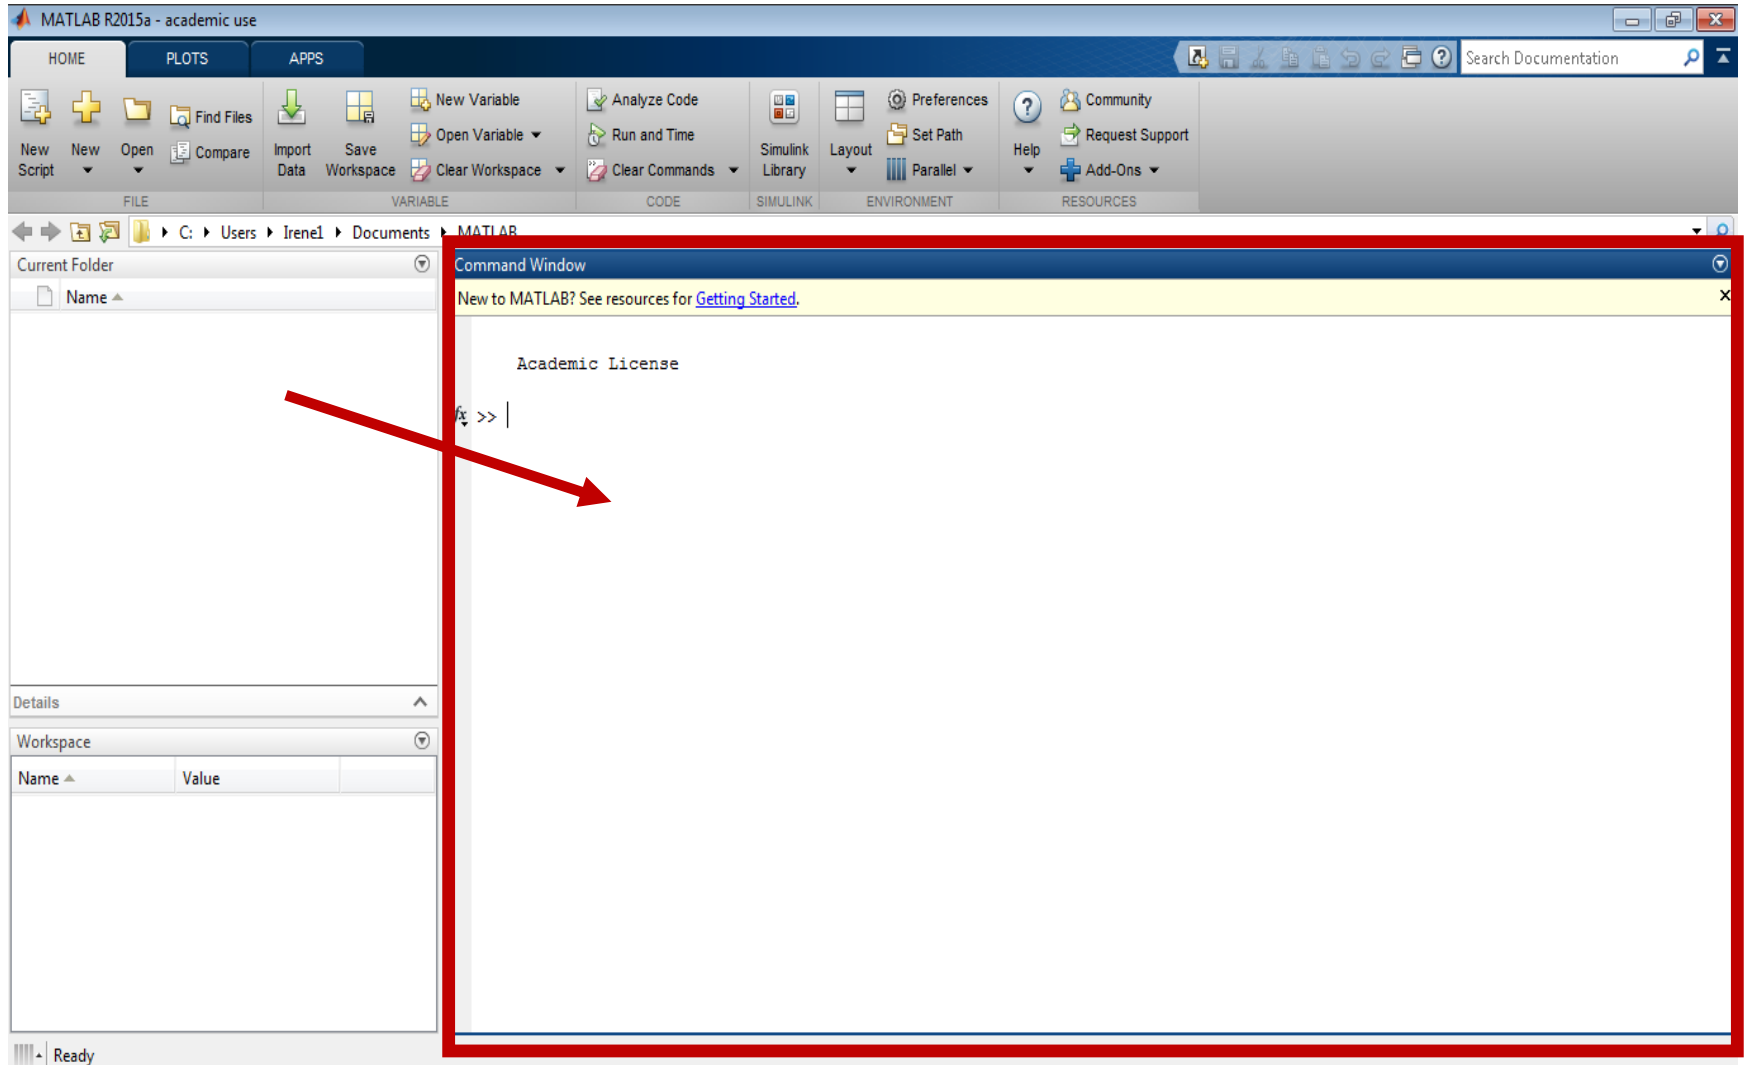 MATLAB R2015a - academic use
HOME PLOTS APPS
Search Documentation
New Script
New
Open
Find Files
Compare
FILE
Import Data
Save Workspace
New Variable
Open Variable
Clear Workspace
VARIABLE
Analyze Code
Run and Time
Clear Commands
CODE
Simulink Library
SIMULINK
Layout
Preferences
Set Path
Parallel
ENVIRONMENT
Help
Community
Request Support
Add-Ons
RESOURCES
C: Users Irene1 Documents MATLAB
Current Folder
Name
Details
Workspace
Name Value
Command Window
New to MATLAB? See resources for Getting Started.
Academic License
fx >>
Ready